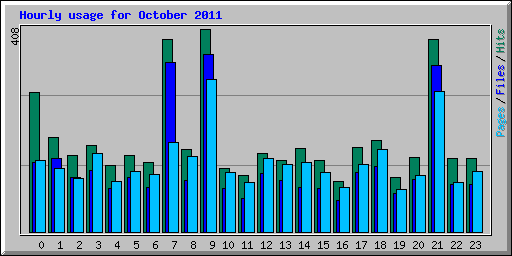 Hourly usage for October 2011
408
Pages / Files / Hits
0 1 2 3 4 5 6 7 8 9 10 11 12 13 14 15 16 17 18 19 20 21 22 23